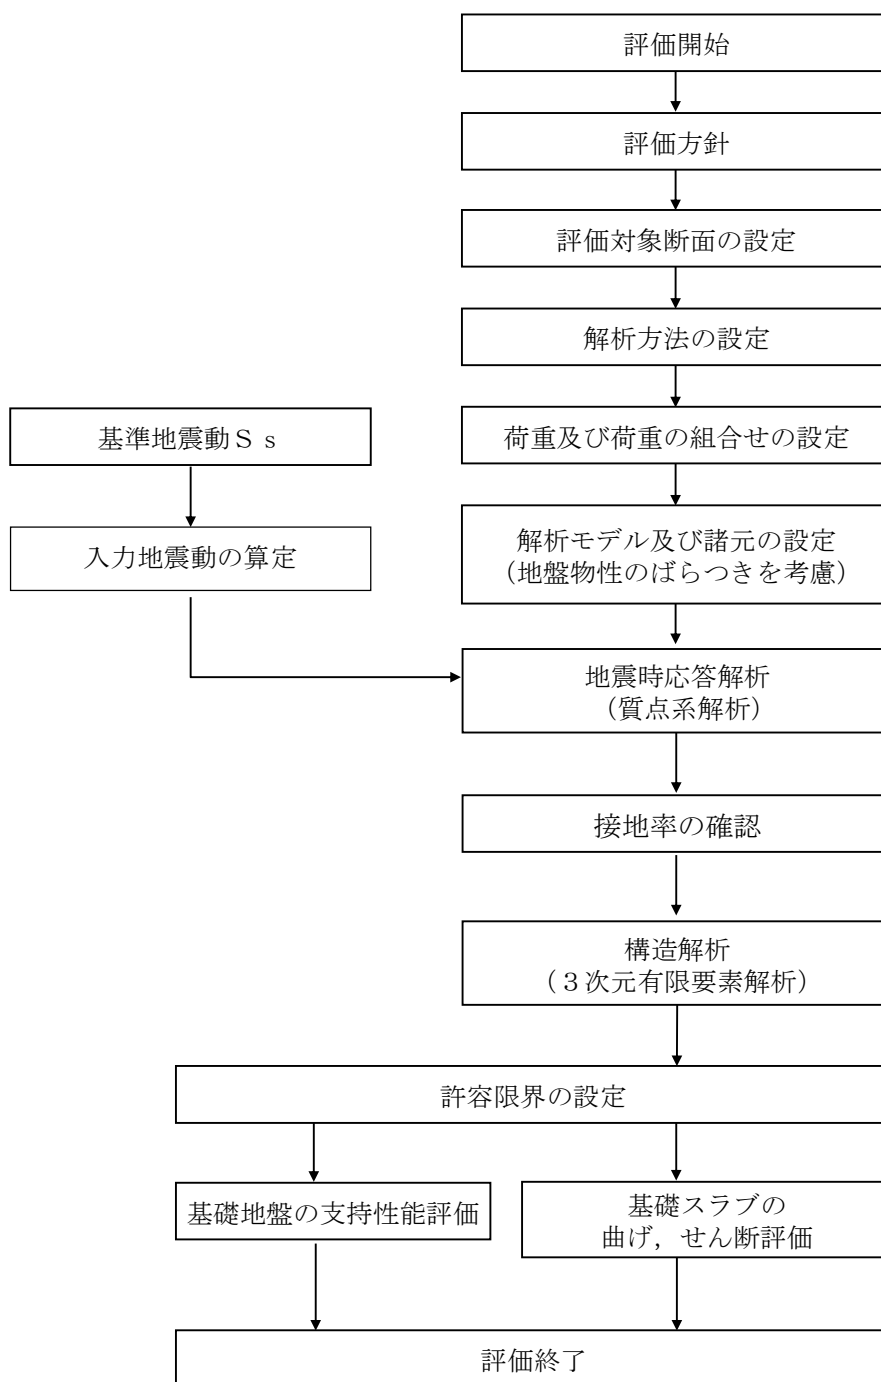 評価開始
評価方針
評価対象断面の設定
解析方法の設定
基準地震動Ｓｓ
荷重及び荷重の組合せの設定
入力地震動の算定
解析モデル及び諸元の設定
（地盤物性のばらつきを考慮）
地震時応答解析
（質点系解析）
接地率の確認
構造解析
（３次元有限要素解析）
許容限界の設定
基礎地盤の支持性能評価
基礎スラブの
曲げ，せん断評価
評価終了